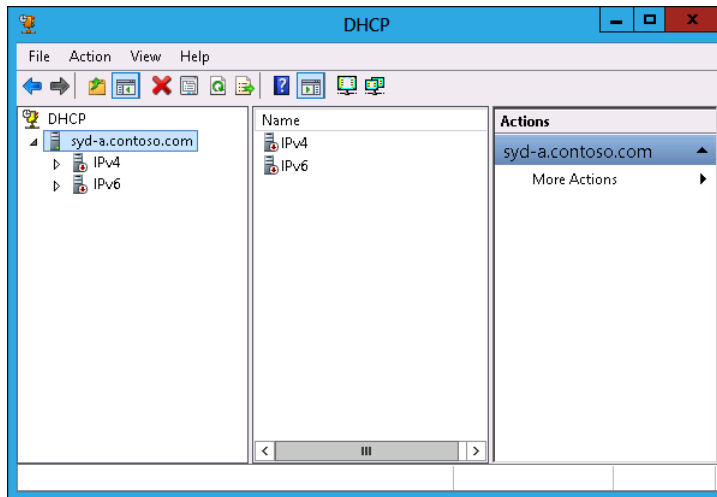 DHCP
File Action View Help
DHCP
syd-a.contoso.com
IPv4
IPv6
Name
IPv4
IPv6
Actions
syd-a.contoso.com
More Actions